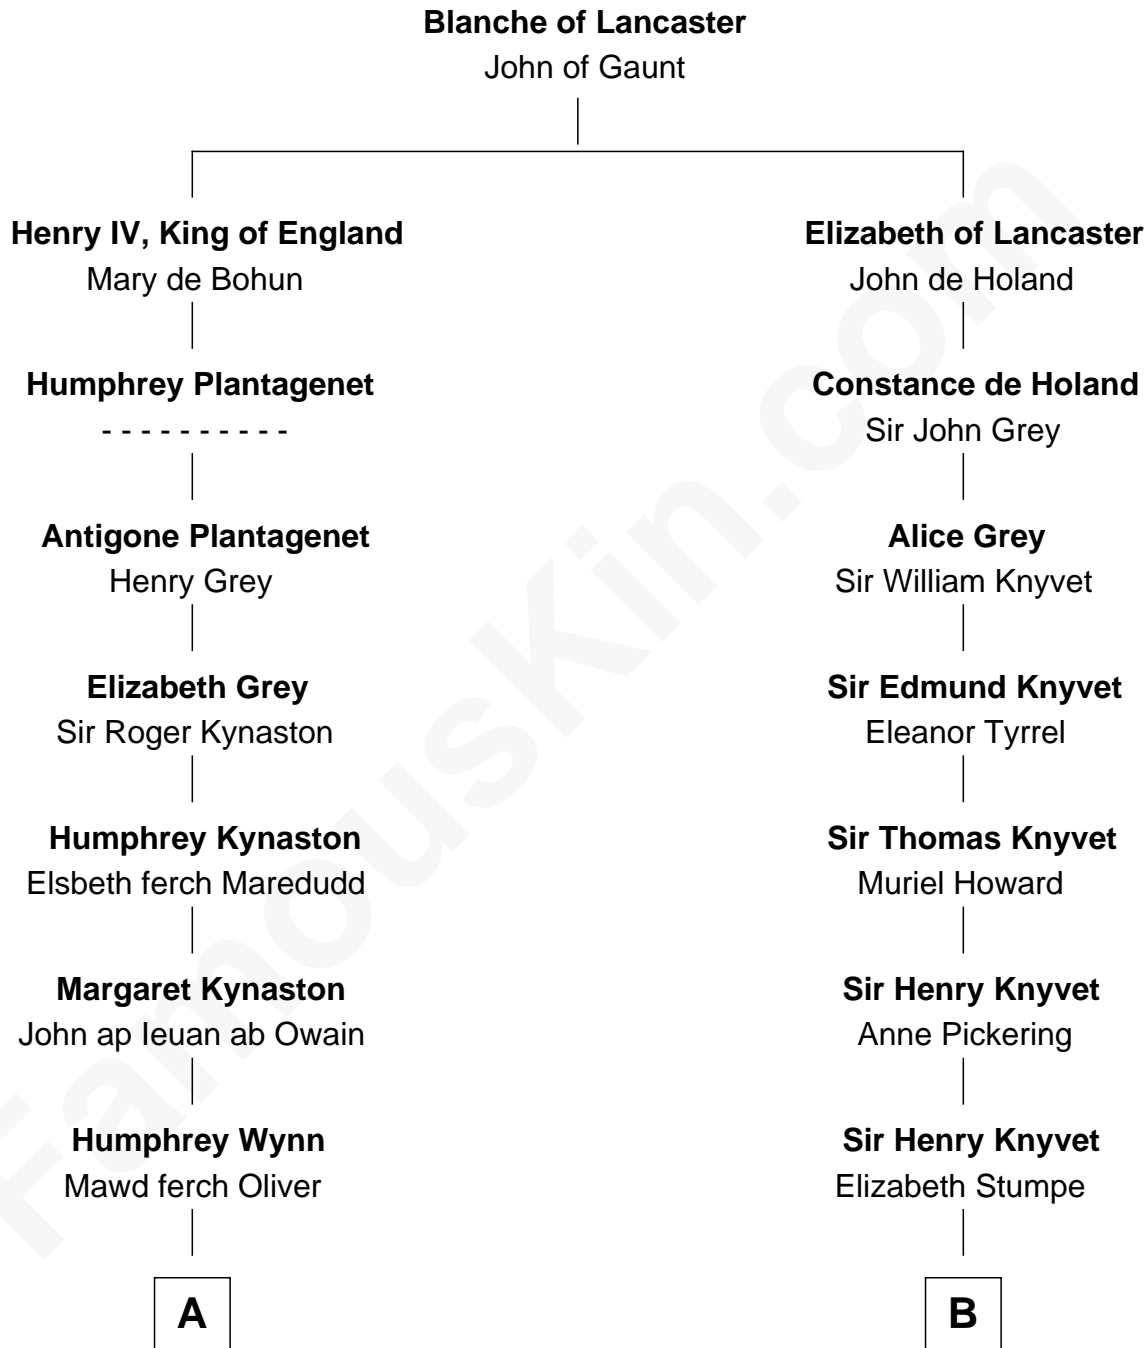 Blanche of Lancaster
John of Gaunt
Henry IV, King of England
Mary de Bohun
Elizabeth of Lancaster
John de Holand
Humphrey Plantagenet
- - - - - - - - - -
Constance de Holand
Sir John Grey
Antigone Plantagenet
Henry Grey
Alice Grey
Sir William Knyvet
Elizabeth Grey
Sir Roger Kynaston
Sir Edmund Knyvet
Eleanor Tyrrel
Humphrey Kynaston
Elsbeth ferch Maredudd
Sir Thomas Knyvet
Muriel Howard
Margaret Kynaston
John ap Ieuan ab Owain
Sir Henry Knyvet
Anne Pickering
Humphrey Wynn
Mawd ferch Oliver
Sir Henry Knyvet
Elizabeth Stumpe
A
B
FamousKin.com